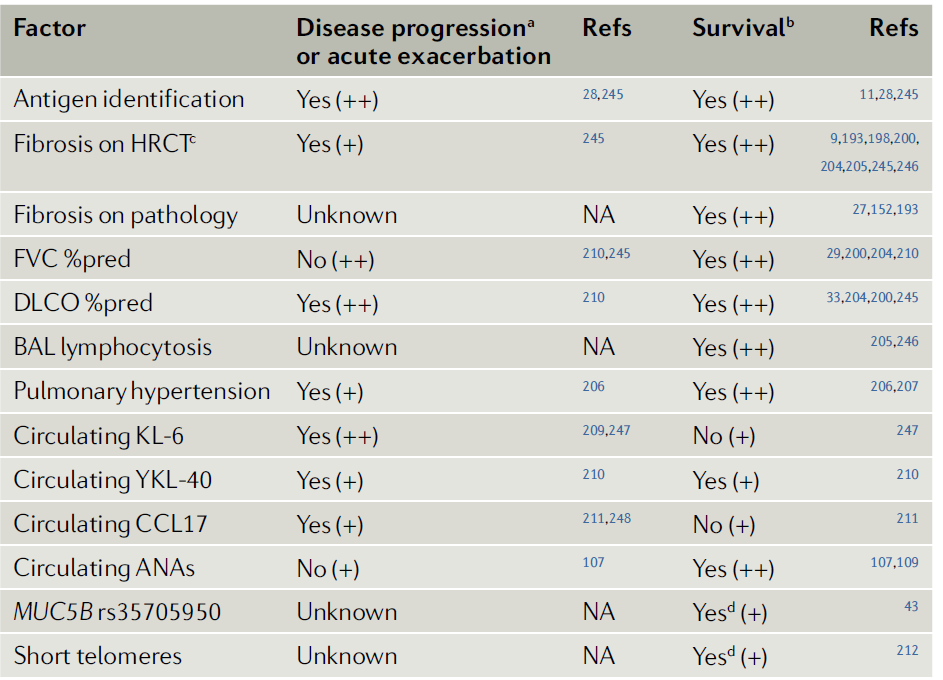 Factor Disease progressionᵃ or acute exacerbation Refs Survivalᵇ Refs
Antigen identification Yes (++) 28,245 Yes (++) 11,28,245
Fibrosis on HRCTᶜ Yes (+) 245 Yes (++) 9,193,198,200,
204,205,245,246
Fibrosis on pathology Unknown NA Yes (++) 27,152,193
FVC %pred No (++) 210,245 Yes (++) 29,200,204,210
DLCO %pred Yes (++) 210 Yes (++) 33,204,200,245
BAL lymphocytosis Unknown NA Yes (++) 205,246
Pulmonary hypertension Yes (+) 206 Yes (++) 206,207
Circulating KL-6 Yes (++) 209,247 No (+) 247
Circulating YKL-40 Yes (+) 210 Yes (+) 210
Circulating CCL17 Yes (+) 211,248 No (+) 211
Circulating ANAs No (+) 107 Yes (++) 107,109
MUC5B rs35705950 Unknown NA Yesᵈ (+) 43
Short telomeres Unknown NA Yesᵈ (+) 212